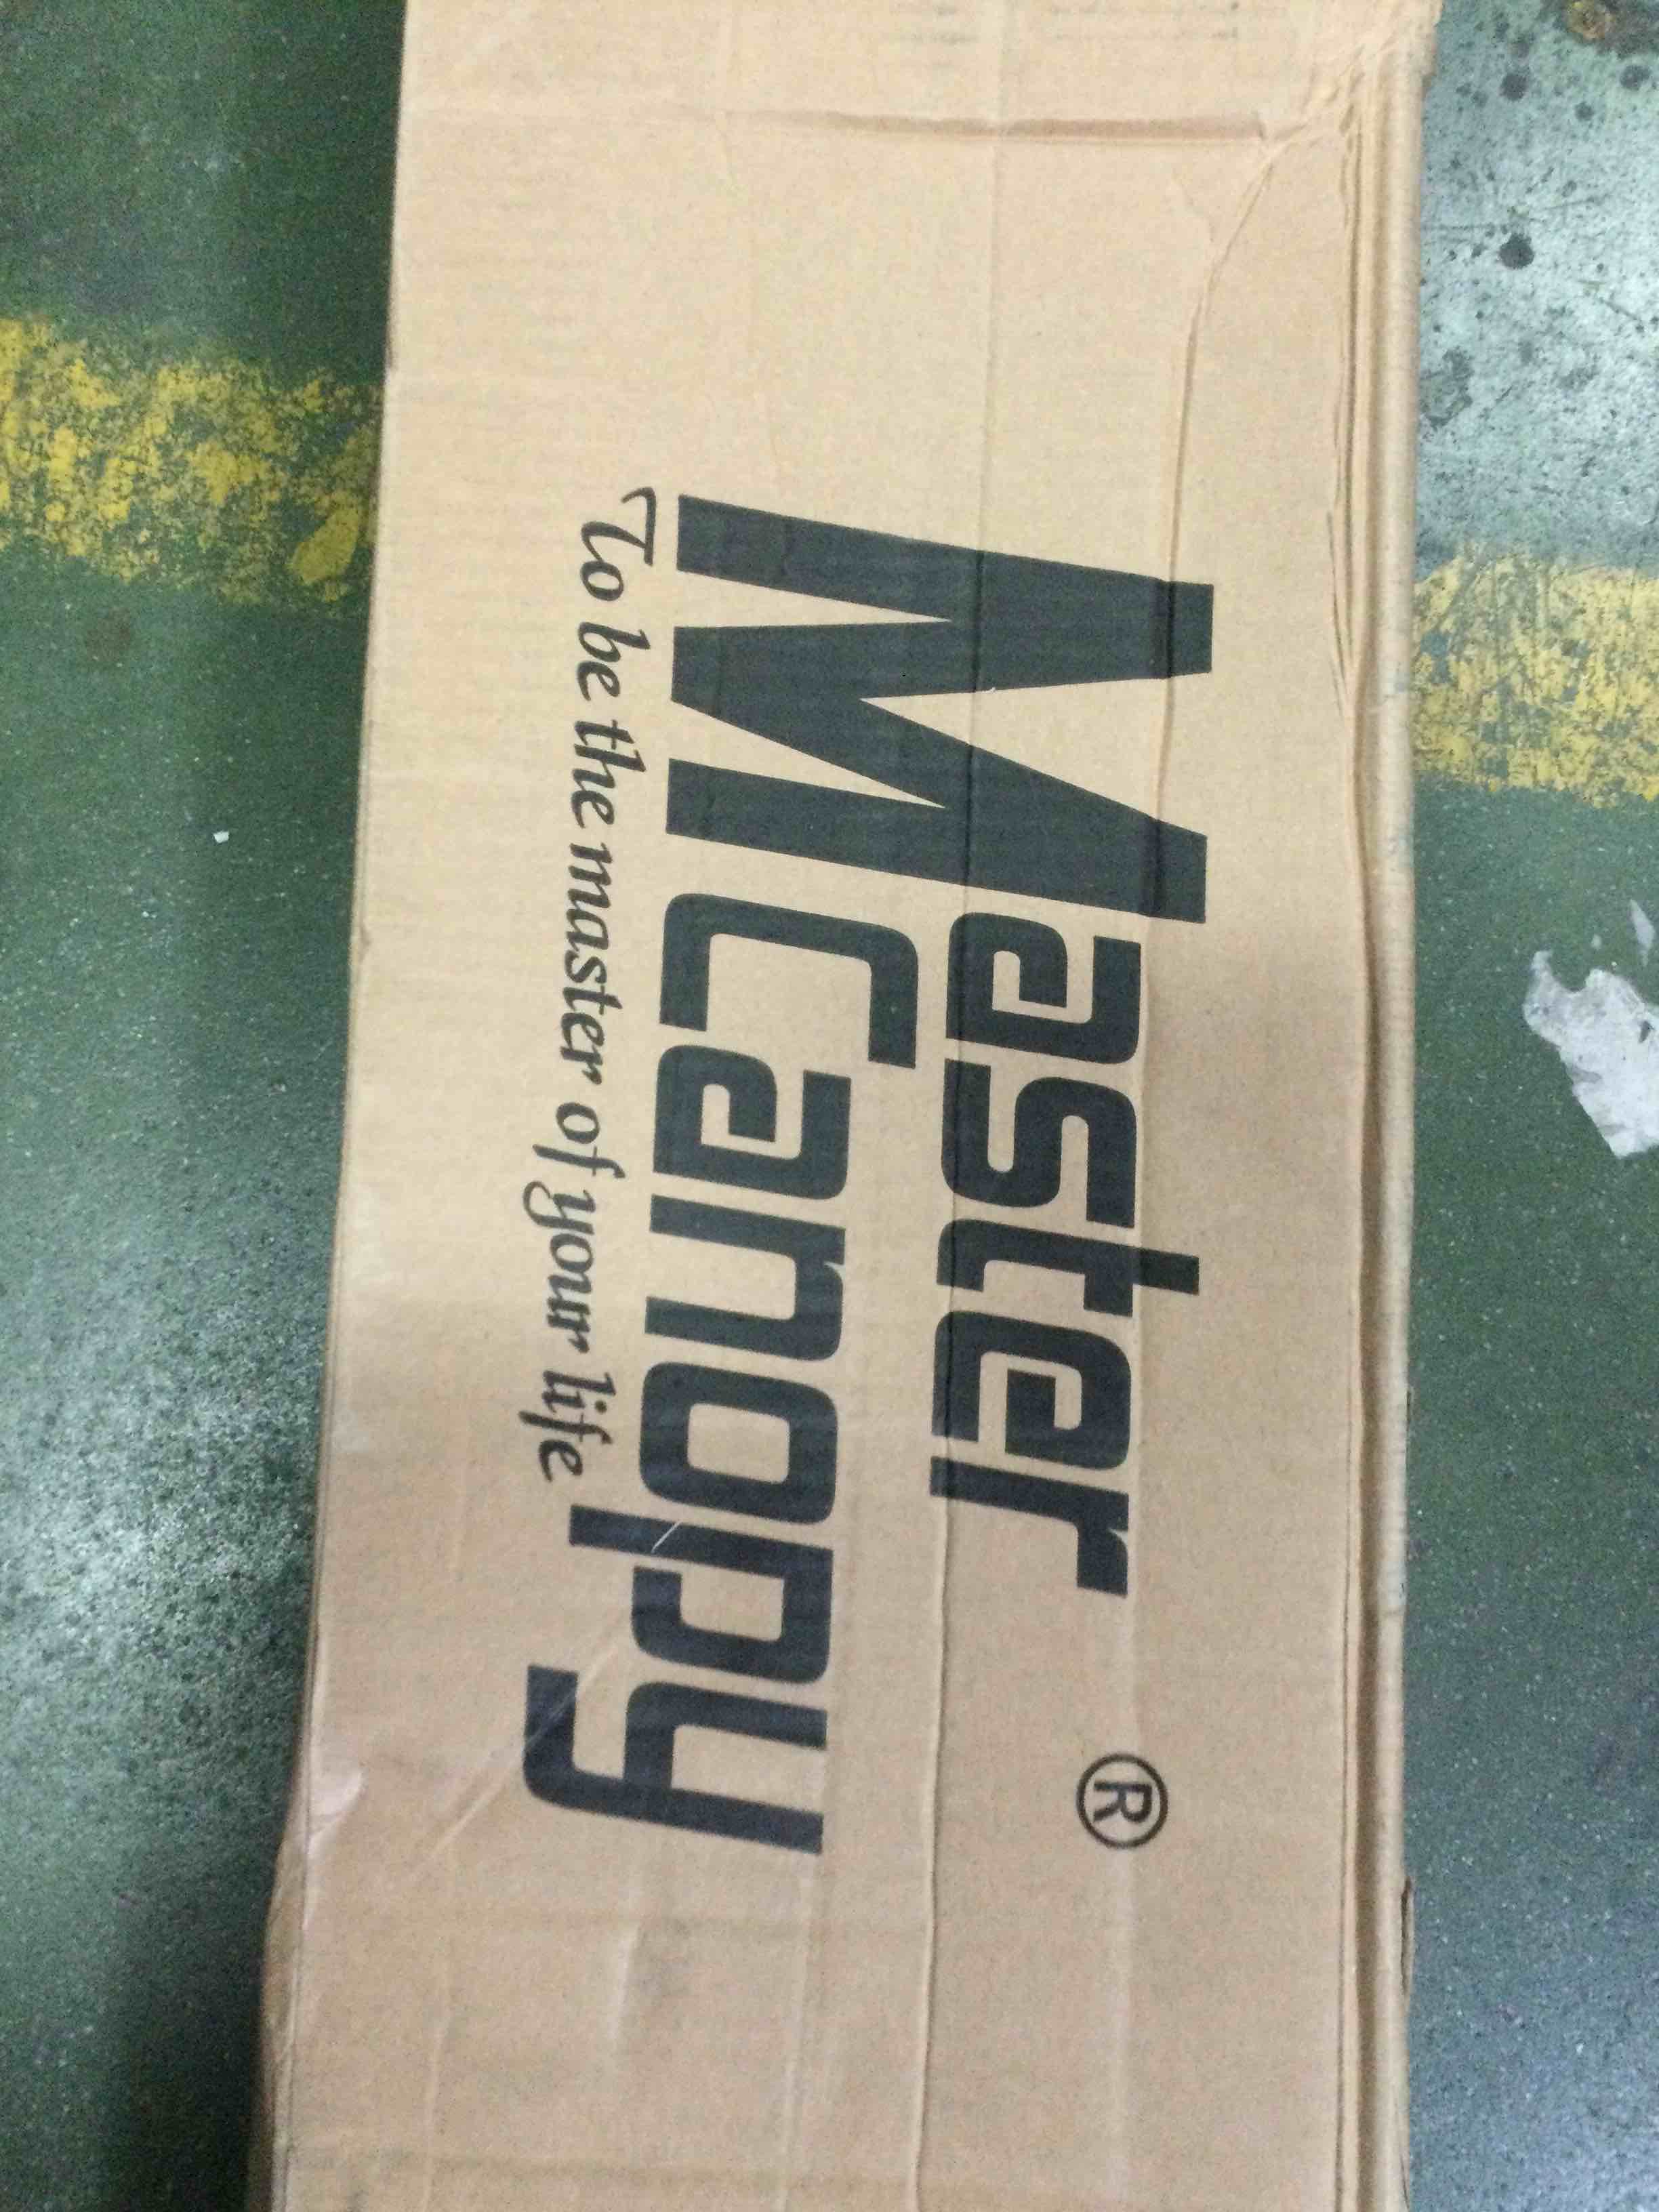 Master ®
Canopy
To be the master of your life